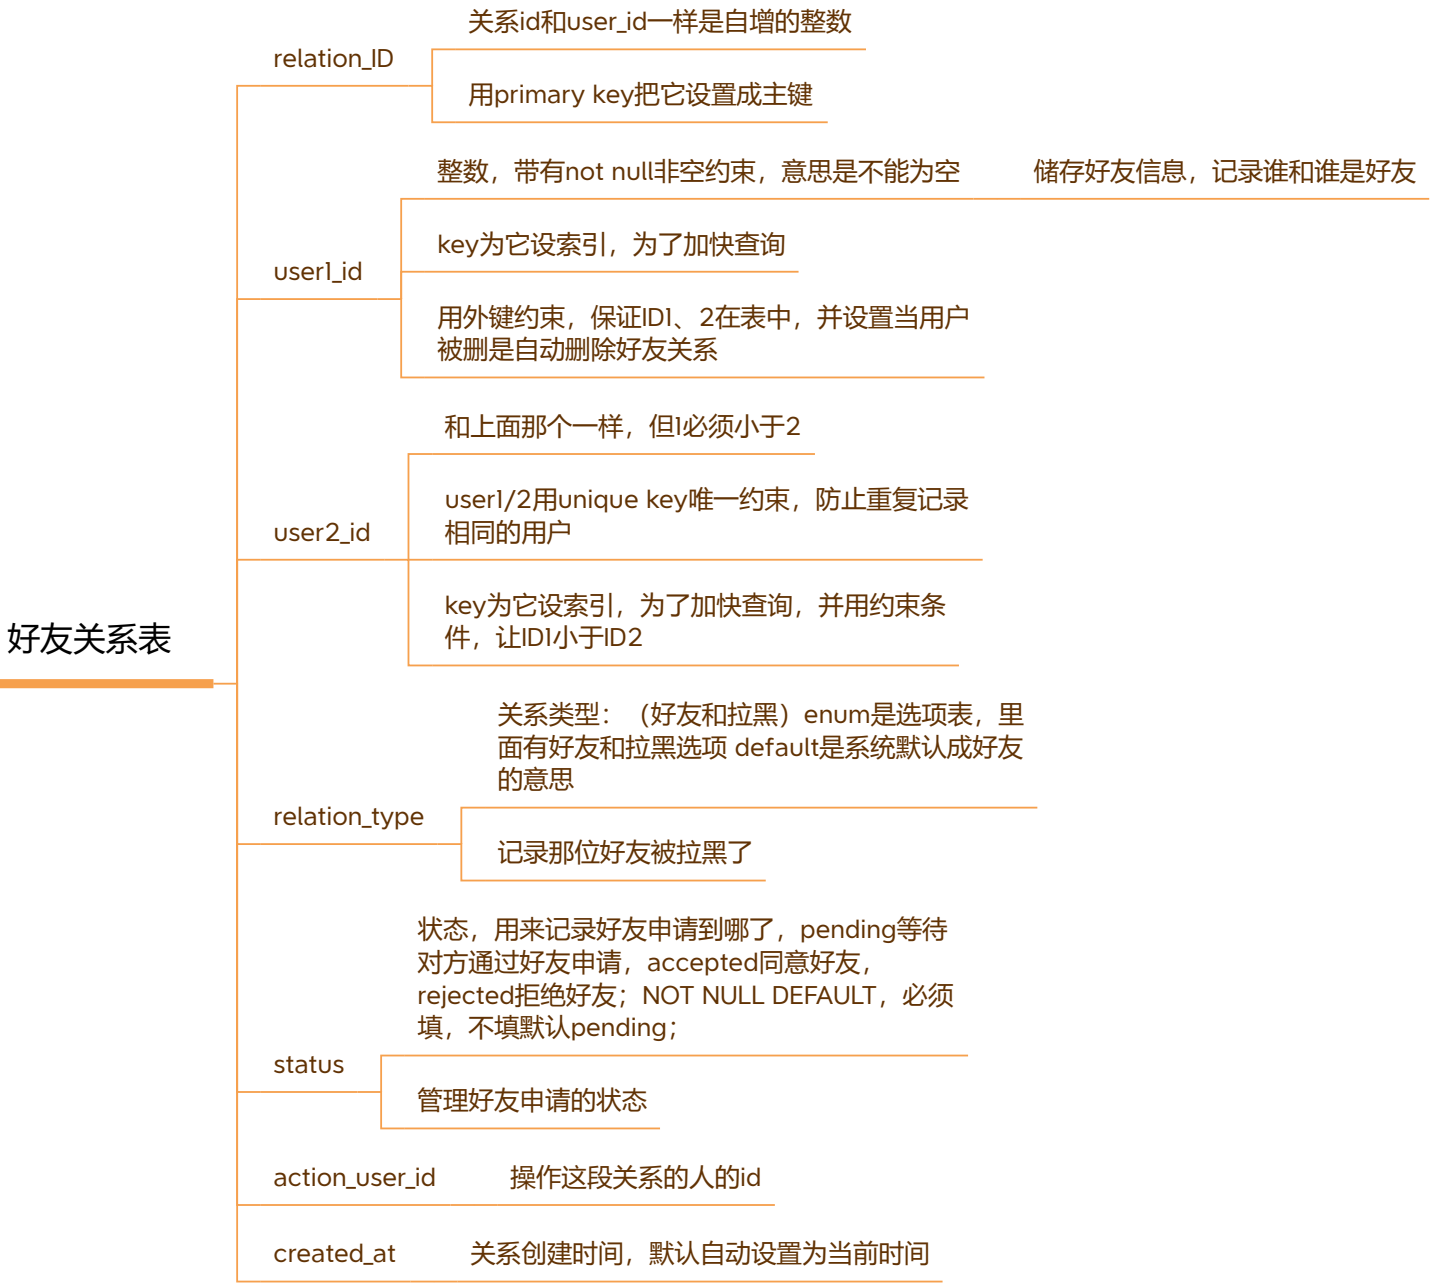 好友关系表
relation_ID
关系id和user_id一样是自增的整数
用primary key把它设置成主键
user1_id
整数，带有not null非空约束，意思是不能为空
储存好友信息，记录谁和谁是好友
key为它设索引，为了加快查询
用外键约束，保证ID1、2在表中，并设置当用户
被删是自动删除好友关系
user2_id
和上面那个一样，但1必须小于2
user1/2用unique key唯一约束，防止重复记录
相同的用户
key为它设索引，为了加快查询，并用约束条
件，让ID1小于ID2
relation_type
关系类型：（好友和拉黑）enum是选项表，里
面有好友和拉黑选项 default是系统默认成好友
的意思
记录那位好友被拉黑了
status
状态，用来记录好友申请到哪了，pending等待
对方通过好友申请，accepted同意好友，
rejected拒绝好友；NOT NULL DEFAULT，必须
填，不填默认pending；
管理好友申请的状态
action_user_id
操作这段关系的人的id
created_at
关系创建时间，默认自动设置为当前时间